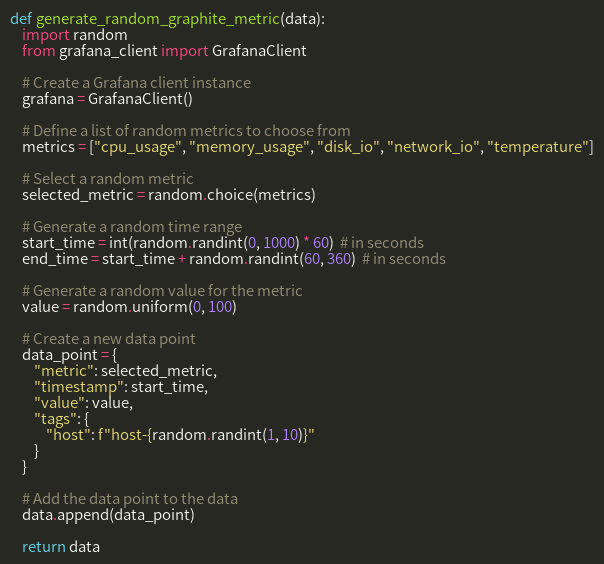 def generate_random_graphite_metric(data):
    import random
    from grafana_client import GrafanaClient

    # Create a Grafana client instance
    grafana = GrafanaClient()

    # Define a list of random metrics to choose from
    metrics = ["cpu_usage", "memory_usage", "disk_io", "network_io", "temperature"]

    # Select a random metric
    selected_metric = random.choice(metrics)

    # Generate a random time range
    start_time = int(random.randint(0, 1000) * 60)  # in seconds
    end_time = start_time + random.randint(60, 360)  # in seconds

    # Generate a random value for the metric
    value = random.uniform(0, 100)

    # Create a new data point
    data_point = {
        "metric": selected_metric,
        "timestamp": start_time,
        "value": value,
        "tags": {
            "host": f"host-{random.randint(1, 10)}"
        }
    }

    # Add the data point to the data
    data.append(data_point)

    return data